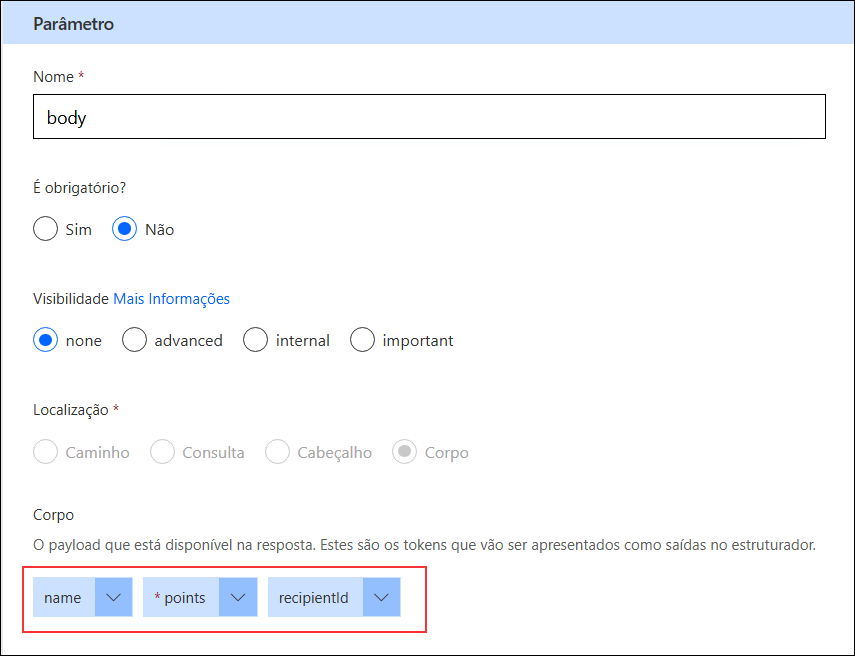 Parâmetro
Nome *
body
É obrigatório?
Sim Não
Visibilidade Mais Informações
none advanced internal important
Localização *
Caminho Consulta Cabeçalho Corpo
Corpo
O payload que está disponível na resposta. Estes são os tokens que vão ser apresentados como saídas no estruturador.
name * points recipientId